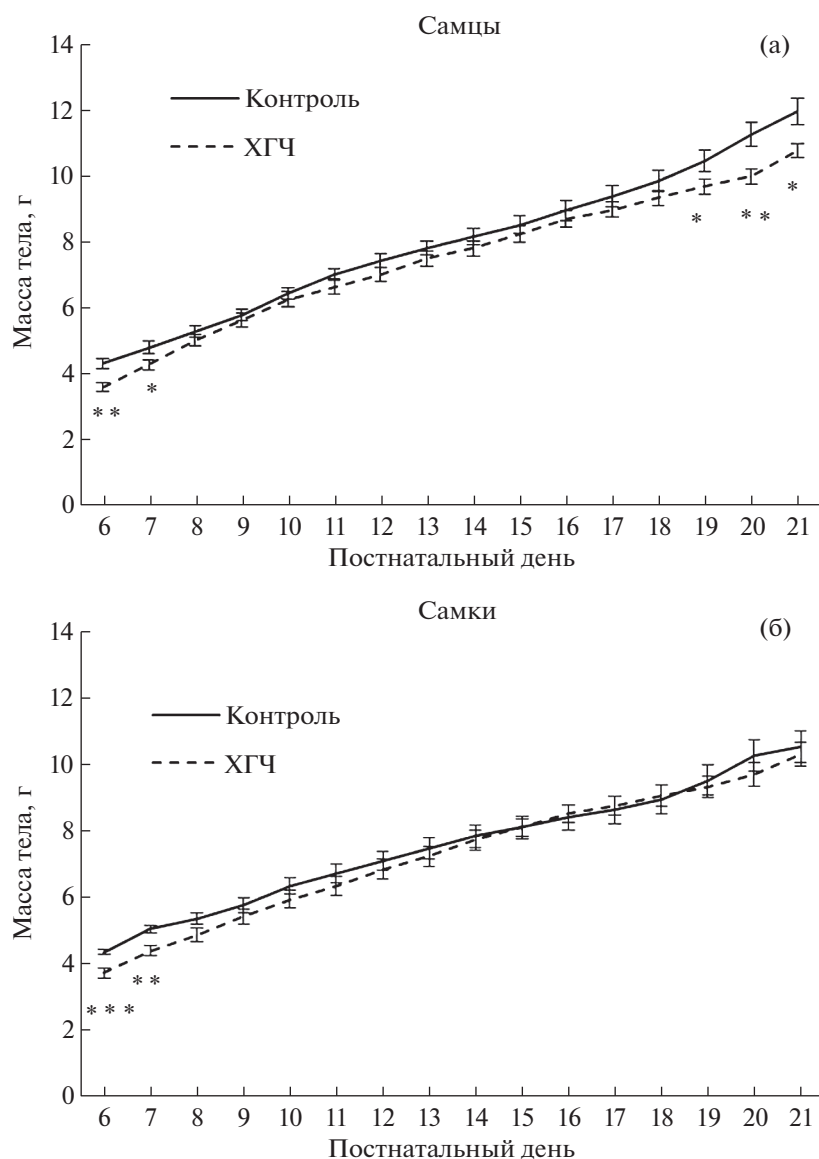 Самцы
(а)
Контроль
ХГЧ
Масса тела, г
14
12
10
8
6
4
2
0
* *
*
*
* *
*
6 7 8 9 10 11 12 13 14 15 16 17 18 19 20 21
Постнатальный день
Самки
(б)
Контроль
ХГЧ
Масса тела, г
14
12
10
8
6
4
2
0
* *
* * *
6 7 8 9 10 11 12 13 14 15 16 17 18 19 20 21
Постнатальный день